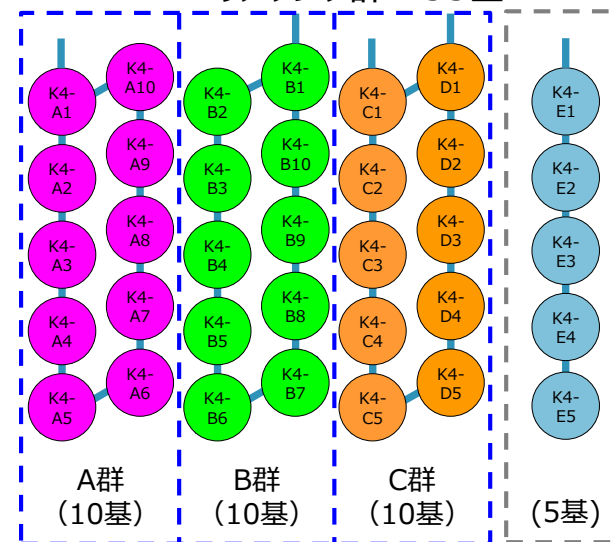 K4-
A1
K4-
A2
K4-
A3
K4-
A4
K4-
A5
K4-
A10
K4-
A9
K4-
A8
K4-
A7
K4-
A6
A群
（10基）
K4-
B2
K4-
B3
K4-
B4
K4-
B5
K4-
B6
K4-
B1
K4-
B10
K4-
B9
K4-
B8
K4-
B7
B群
（10基）
K4-
C1
K4-
C2
K4-
C3
K4-
C4
K4-
C5
K4-
D1
K4-
D2
K4-
D3
K4-
D4
K4-
D5
C群
（10基）
K4-
E1
K4-
E2
K4-
E3
K4-
E4
K4-
E5
(5基)